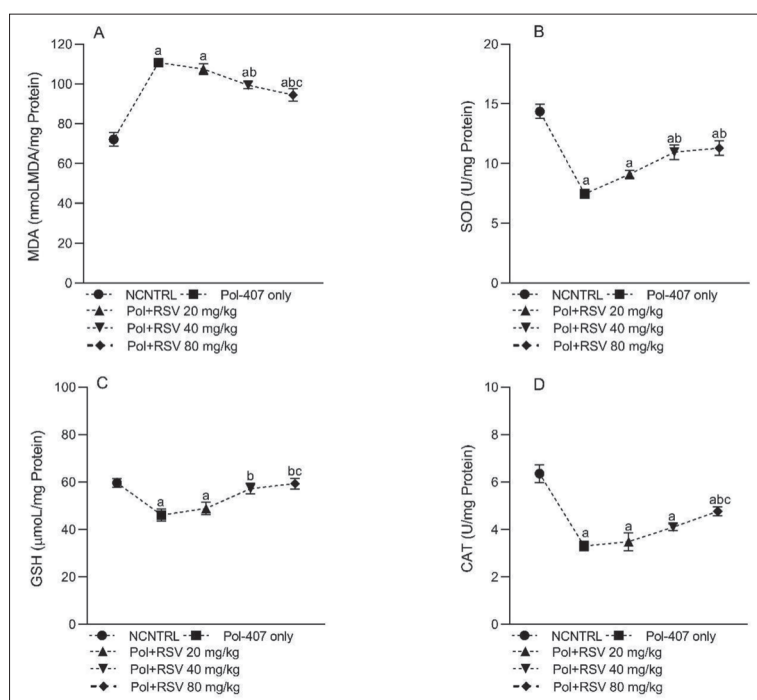 A
MDA (nmoLMDA/mg Protein)
120
100
80
60
40
20
0
a
a
ab
abc
NCNTRL
Pol-407 only
Pol+RSV 20 mg/kg
Pol+RSV 40 mg/kg
Pol+RSV 80 mg/kg
B
SOD (U/mg Protein)
20
15
10
5
0
a
a
ab
ab
NCNTRL
Pol-407 only
Pol+RSV 20 mg/kg
Pol+RSV 40 mg/kg
Pol+RSV 80 mg/kg
C
GSH (μmoL/mg Protein)
100
80
60
40
20
0
a
a
b
bc
NCNTRL
Pol-407 only
Pol+RSV 20 mg/kg
Pol+RSV 40 mg/kg
Pol+RSV 80 mg/kg
D
CAT (U/mg Protein)
10
8
6
4
2
0
a
a
a
abc
NCNTRL
Pol-407 only
Pol+RSV 20 mg/kg
Pol+RSV 40 mg/kg
Pol+RSV 80 mg/kg